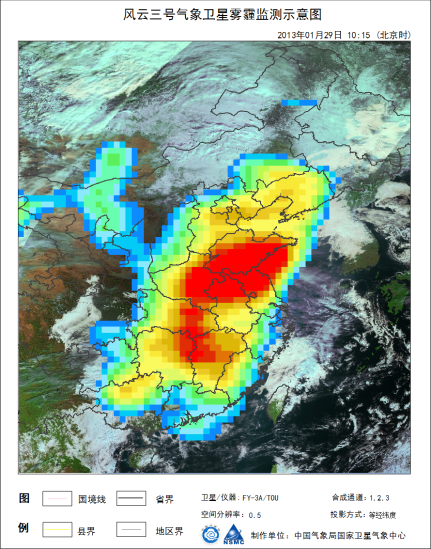 风云三号气象卫星雾霾监测示意图
2013年01月29日 10:15 (北京时)
图 国境线 省界 卫星/仪器: FY-3A/TOU 合成通道: 1,2,3
空间分辨率: 0.5 投影方式: 等经纬度
例 县界 地区界 NSMC 制作单位: 中国气象局国家卫星气象中心